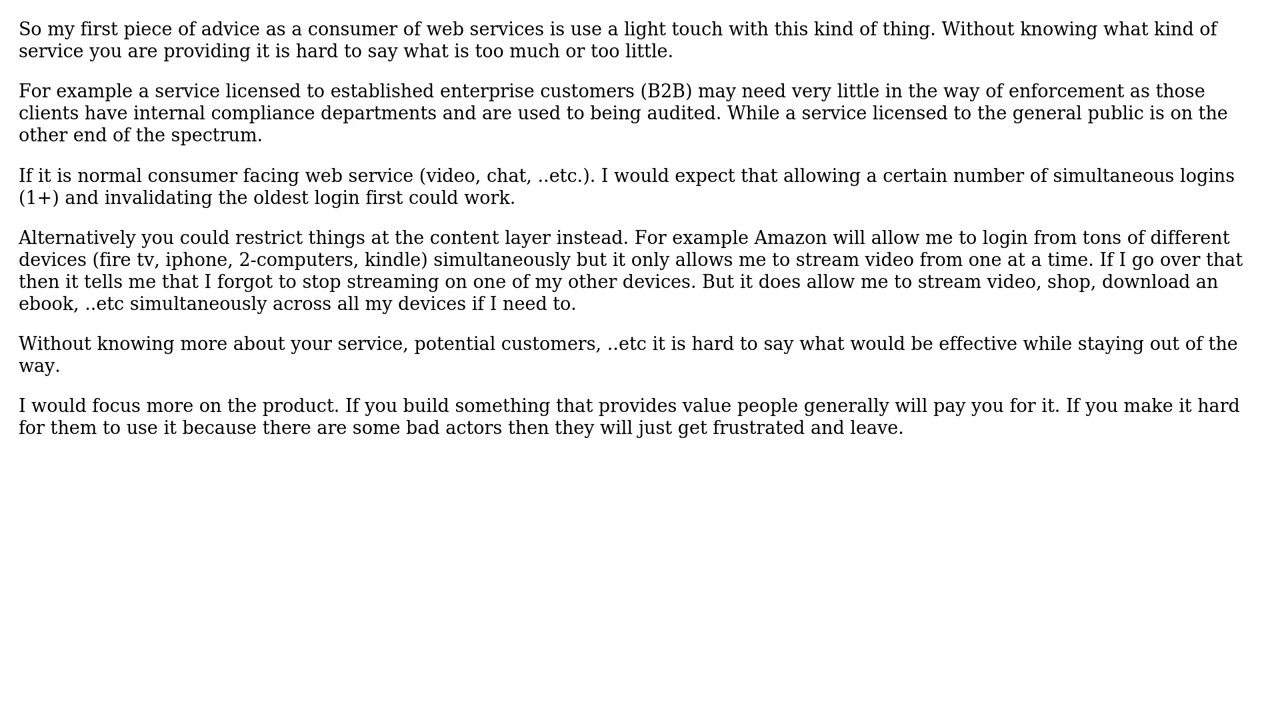 So my first piece of advice as a consumer of web services is use a light touch with this kind of thing. Without knowing what kind of
service you are providing it is hard to say what is too much or too little.
For example a service licensed to established enterprise customers (B2B) may need very little in the way of enforcement as those
clients have internal compliance departments and are used to being audited. While a service licensed to the general public is on the
other end of the spectrum.
If it is normal consumer facing web service (video, chat, ..etc.). I would expect that allowing a certain number of simultaneous logins
(1+) and invalidating the oldest login first could work.
Alternatively you could restrict things at the content layer instead. For example Amazon will allow me to login from tons of different
devices (fire tv, iphone, 2-computers, kindle) simultaneously but it only allows me to stream video from one at a time. If I go over that
then it tells me that I forgot to stop streaming on one of my other devices. But it does allow me to stream video, shop, download an
ebook, ..etc simultaneously across all my devices if I need to.
Without knowing more about your service, potential customers, ..etc it is hard to say what would be effective while staying out of the
way.
I would focus more on the product. If you build something that provides value people generally will pay you for it. If you make it hard
for them to use it because there are some bad actors then they will just get frustrated and leave.